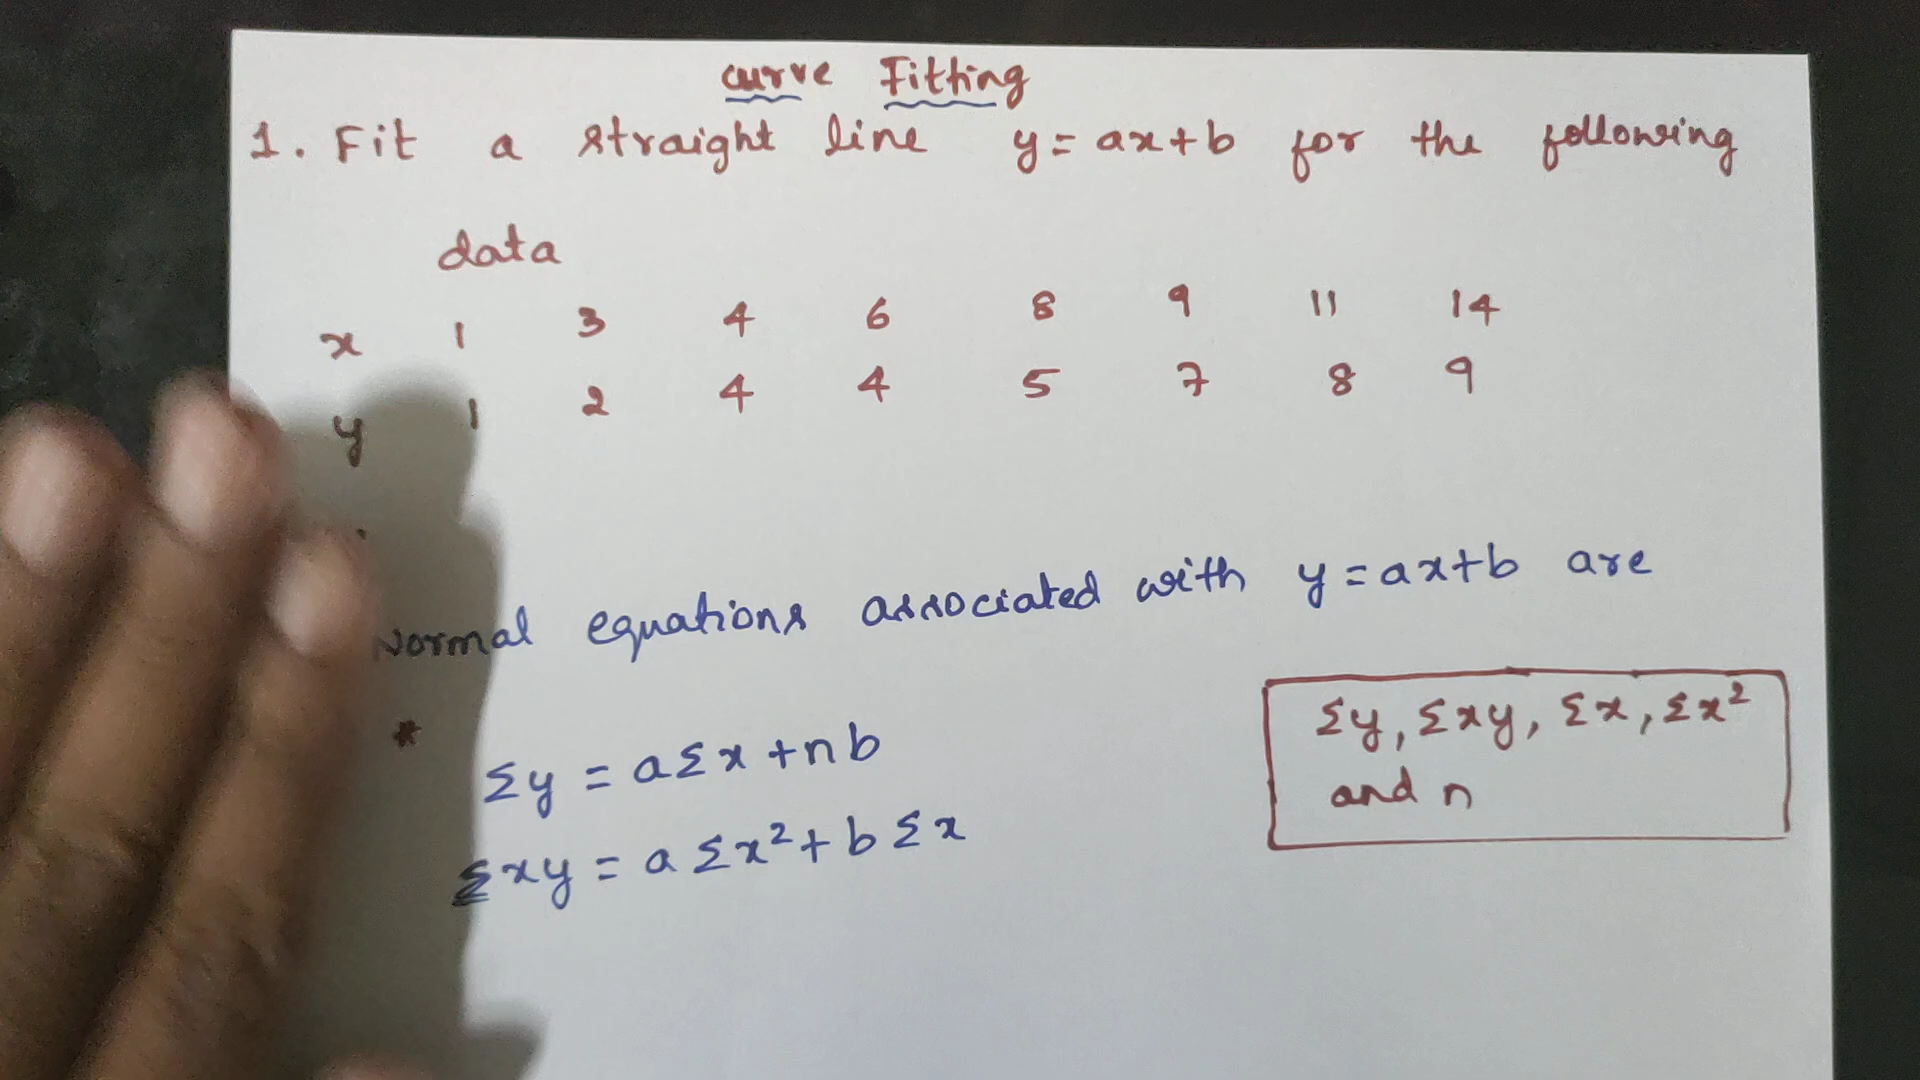 curve Fitting
1. Fit a straight line y = ax + b for the following
data
x 1 3 4 6 8 9 11 14
y 1 2 4 4 5 7 8 9
Normal equations associated with y = ax + b are
* Σy = aΣx + nb
Σxy = aΣx² + bΣx
Σy, Σxy, Σx, Σx²
and n